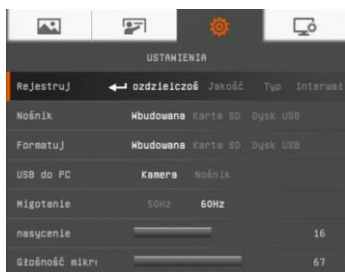 USTAWIENIA
Rejestruj ozdzielczoś Jakość Typ Interwał
Nośnik Wbudowana Karta SD Dysk USB
Formatuj Wbudowana Karta SD Dysk USB
USB do PC Kamera Nośnik
Migotanie 50Hz 60Hz
nasycenie 16
Głośność mikr 67